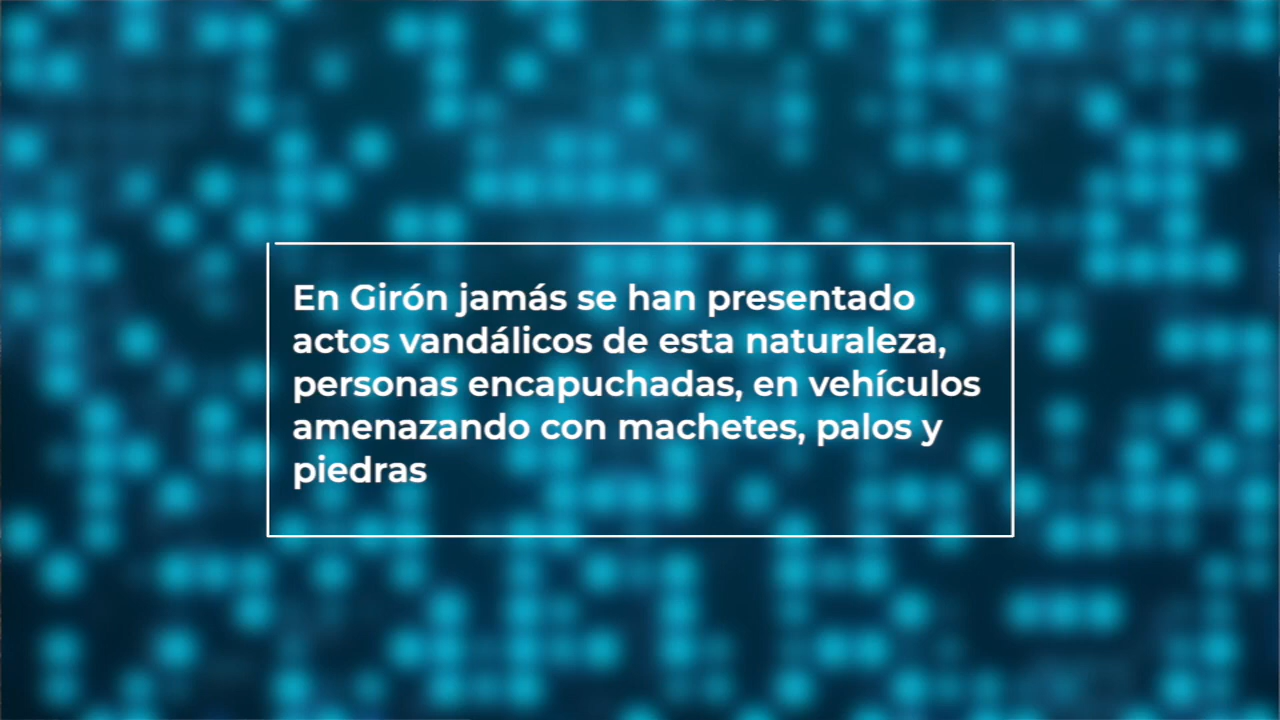 En Girón jamás se han presentado
actos vandálicos de esta naturaleza,
personas encapuchadas, en vehículos
amenazando con machetes, palos y
piedras